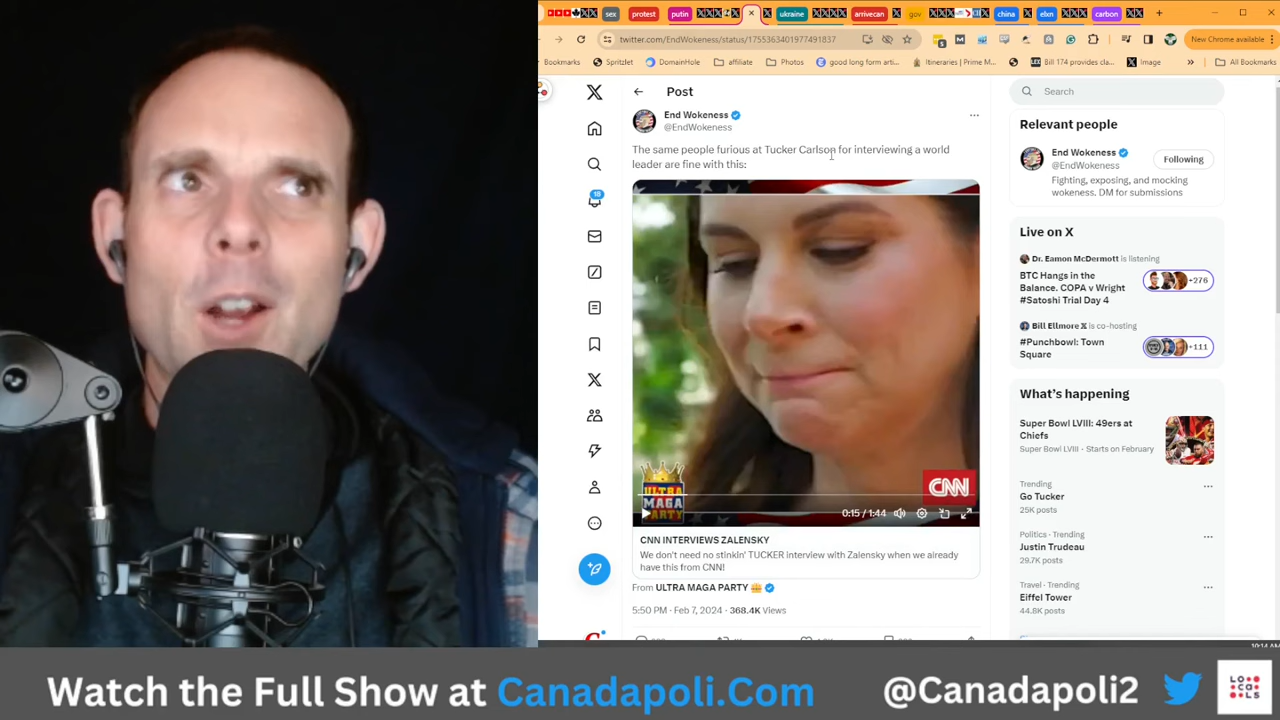 sex
protest
putin
ukraine
arrivecan
gov
china
elxn
carbon
twitter.com/EndWokeness/status/1755363401977491837
New Chrome available
Bookmarks
Spritzlet
DomainHole
affiliate
Photos
good long form arti...
Itineraries | Prime M...
Bill 174 provides cla...
Image
All Bookmarks
Post
Search
End Wokeness
@EndWokeness
The same people furious at Tucker Carlson for interviewing a world
leader are fine with this:
18
ULTRA
MAGA
PARTY
CNN
0:15 / 1:44
CNN INTERVIEWS ZALENSKY
We don't need no stinkin' TUCKER interview with Zalensky when we already
have this from CNN!
From ULTRA MAGA PARTY
5:50 PM · Feb 7, 2024 · 368.4K Views
Relevant people
End Wokeness
@EndWokeness
Following
Fighting, exposing, and mocking
wokeness. DM for submissions
Live on X
Dr. Eamon McDermott is listening
BTC Hangs in the
Balance. COPA v Wright
#Satoshi Trial Day 4
+276
Bill Ellmore X is co-hosting
#Punchbowl: Town
Square
+111
What's happening
Super Bowl LVIII: 49ers at
Chiefs
Super Bowl LVIII · Starts on February
Trending
Go Tucker
25K posts
Politics · Trending
Justin Trudeau
29.7K posts
Travel · Trending
Eiffel Tower
44.8K posts
10:14 AM
Watch the Full Show at Canadapoli.Com
@Canadapoli2
LO
CALS